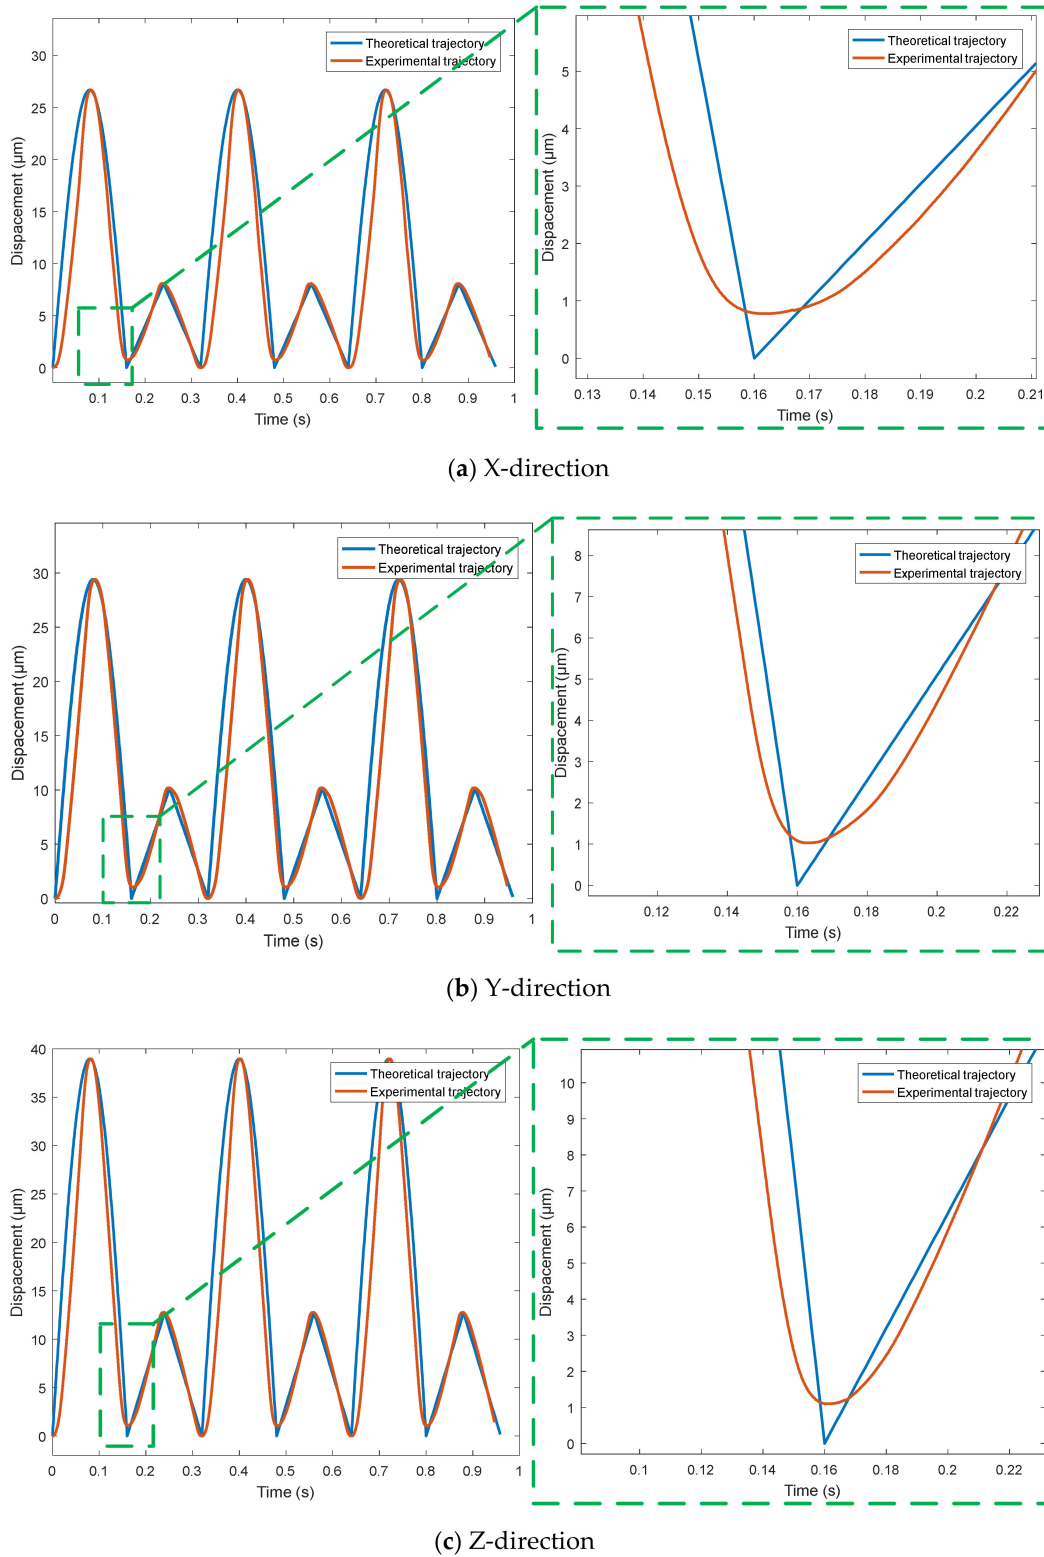 Theoretical trajectory
Experimental trajectory
Dispacement (μm)
30
25
20
15
10
5
0
0.1 0.2 0.3 0.4 0.5 0.6 0.7 0.8 0.9 1
Time (s)
Theoretical trajectory
Experimental trajectory
Dispacement (μm)
5
4
3
2
1
0
0.13 0.14 0.15 0.16 0.17 0.18 0.19 0.2 0.21
Time (s)
(a) X-direction
Theoretical trajectory
Experimental trajectory
Dispacement (μm)
30
25
20
15
10
5
0
0 0.1 0.2 0.3 0.4 0.5 0.6 0.7 0.8 0.9 1
Time (s)
Theoretical trajectory
Experimental trajectory
Dispacement (μm)
8
7
6
5
4
3
2
1
0
0.12 0.14 0.16 0.18 0.2 0.22
Time (s)
(b) Y-direction
Theoretical trajectory
Experimental trajectory
Dispacement (μm)
40
35
30
25
20
15
10
5
0
0 0.1 0.2 0.3 0.4 0.5 0.6 0.7 0.8 0.9 1
Time (s)
Theoretical trajectory
Experimental trajectory
Dispacement (μm)
10
9
8
7
6
5
4
3
2
1
0
0.1 0.12 0.14 0.16 0.18 0.2 0.22
Time (s)
(c) Z-direction